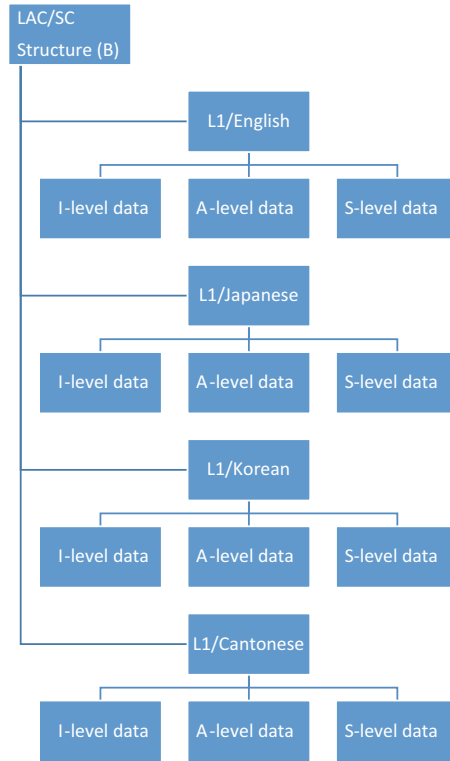 LAC/SC
Structure (B)
L1/English
I-level data
A-level data
S-level data
L1/Japanese
I-level data
A-level data
S-level data
L1/Korean
I-level data
A-level data
S-level data
L1/Cantonese
I-level data
A-level data
S-level data